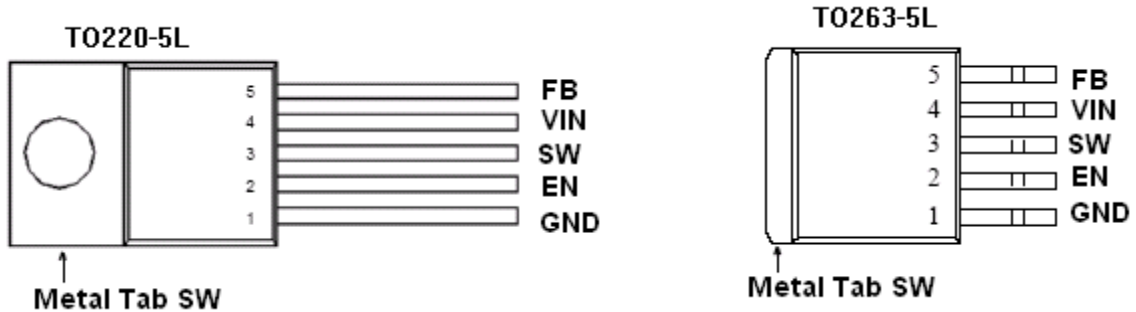 TO220-5L
5 FB
4 VIN
3 SW
2 EN
1 GND
Metal Tab SW
TO263-5L
5 FB
4 VIN
3 SW
2 EN
1 GND
Metal Tab SW